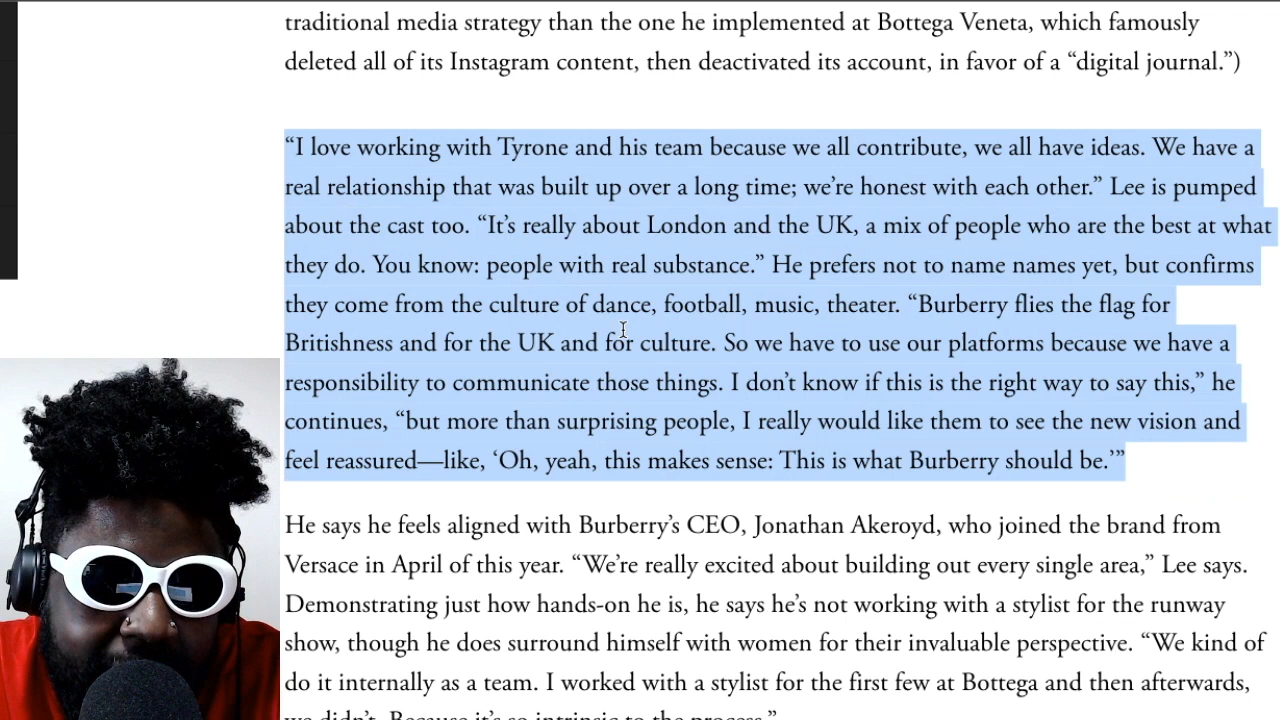 traditional media strategy than the one he implemented at Bottega Veneta, which famously
deleted all of its Instagram content, then deactivated its account, in favor of a “digital journal.”)
“I love working with Tyrone and his team because we all contribute, we all have ideas. We have a
real relationship that was built up over a long time; we’re honest with each other.” Lee is pumped
about the cast too. “It’s really about London and the UK, a mix of people who are the best at what
they do. You know: people with real substance.” He prefers not to name names yet, but confirms
they come from the culture of dance, football, music, theater. “Burberry flies the flag for
Britishness and for the UK and for culture. So we have to use our platforms because we have a
responsibility to communicate those things. I don’t know if this is the right way to say this,” he
continues, “but more than surprising people, I really would like them to see the new vision and
feel reassured—like, ‘Oh, yeah, this makes sense: This is what Burberry should be.’”
He says he feels aligned with Burberry’s CEO, Jonathan Akeroyd, who joined the brand from
Versace in April of this year. “We’re really excited about building out every single area,” Lee says.
Demonstrating just how hands-on he is, he says he’s not working with a stylist for the runway
show, though he does surround himself with women for their invaluable perspective. “We kind of
do it internally as a team. I worked with a stylist for the first few at Bottega and then afterwards,
we didn’t. Because it’s so intrinsic to the process.”